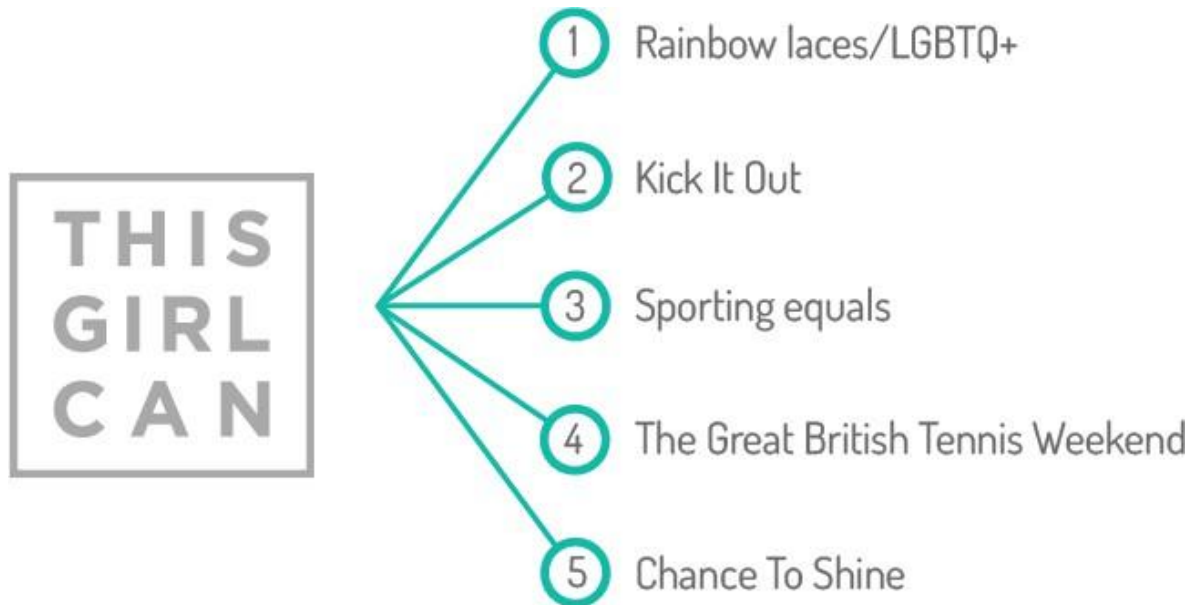 THIS
GIRL
CAN
1 Rainbow laces/LGBTQ+
2 Kick It Out
3 Sporting equals
4 The Great British Tennis Weekend
5 Chance To Shine